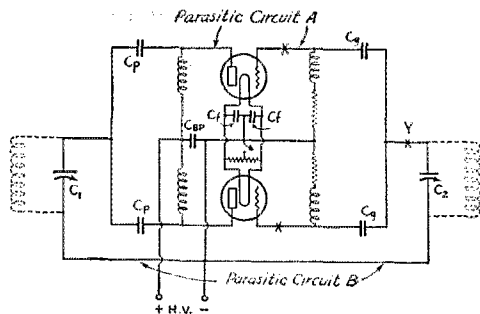 Parasitic Circuit A
Cp
Cg
Cf
Cf
CBP
Y
C1
C2
Cp
Cg
Parasitic Circuit B
+ H.V. -